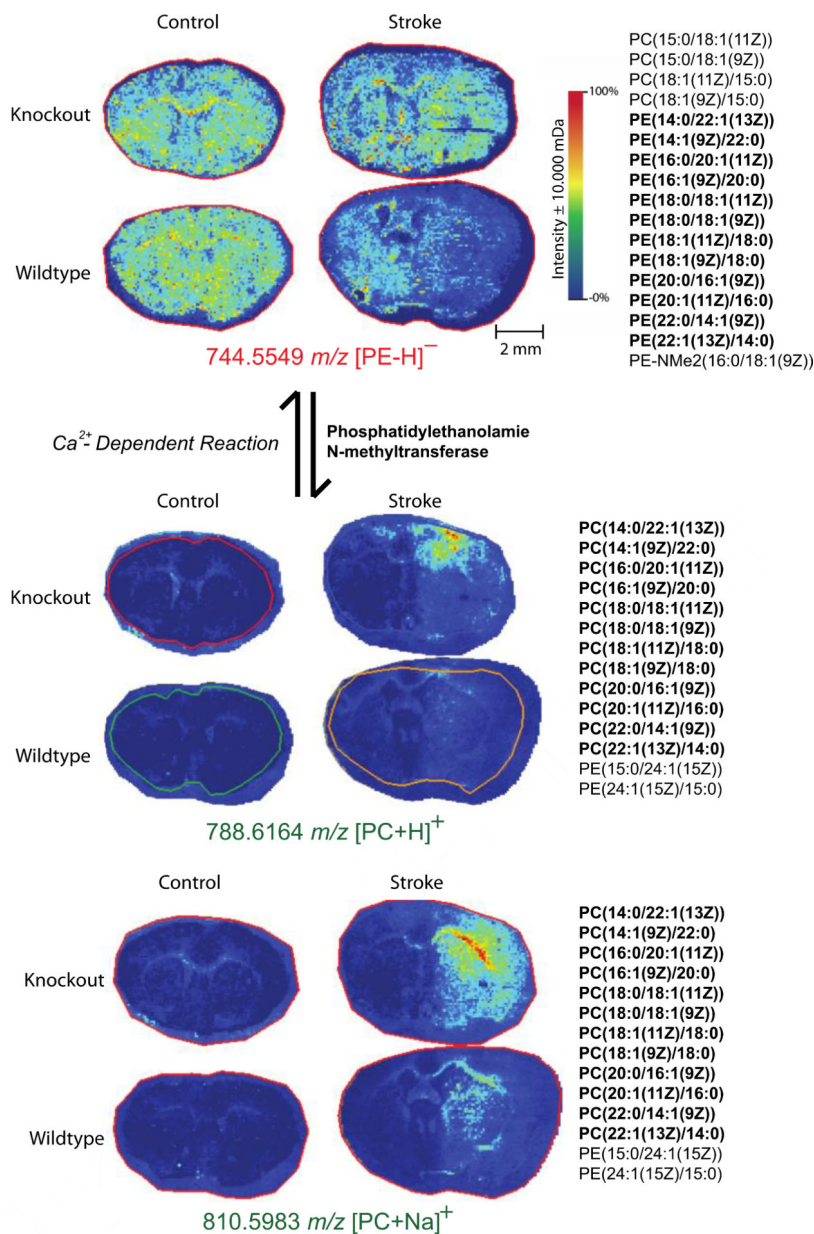 Control
Stroke
Knockout
Wildtype
100%
Intensity ± 10.000 mDa
-0%
2 mm
PC(15:0/18:1(11Z))
PC(15:0/18:1(9Z))
PC(18:1(11Z)/15:0)
PC(18:1(9Z)/15:0)
PE(14:0/22:1(13Z))
PE(14:1(9Z)/22:0)
PE(16:0/20:1(11Z))
PE(16:1(9Z)/20:0)
PE(18:0/18:1(11Z))
PE(18:0/18:1(9Z))
PE(18:1(11Z)/18:0)
PE(18:1(9Z)/18:0)
PE(20:0/16:1(9Z))
PE(20:1(11Z)/16:0)
PE(22:0/14:1(9Z))
PE(22:1(13Z)/14:0)
PE-NMe2(16:0/18:1(9Z))
744.5549 m/z [PE-H]⁻
Ca²⁺- Dependent Reaction
Phosphatidylethanolamie
N-methyltransferase
Control
Stroke
Knockout
Wildtype
PC(14:0/22:1(13Z))
PC(14:1(9Z)/22:0)
PC(16:0/20:1(11Z))
PC(16:1(9Z)/20:0)
PC(18:0/18:1(11Z))
PC(18:0/18:1(9Z))
PC(18:1(11Z)/18:0)
PC(18:1(9Z)/18:0)
PC(20:0/16:1(9Z))
PC(20:1(11Z)/16:0)
PC(22:0/14:1(9Z))
PC(22:1(13Z)/14:0)
PE(15:0/24:1(15Z))
PE(24:1(15Z)/15:0)
788.6164 m/z [PC+H]⁺
Control
Stroke
Knockout
Wildtype
PC(14:0/22:1(13Z))
PC(14:1(9Z)/22:0)
PC(16:0/20:1(11Z))
PC(16:1(9Z)/20:0)
PC(18:0/18:1(11Z))
PC(18:0/18:1(9Z))
PC(18:1(11Z)/18:0)
PC(18:1(9Z)/18:0)
PC(20:0/16:1(9Z))
PC(20:1(11Z)/16:0)
PC(22:0/14:1(9Z))
PC(22:1(13Z)/14:0)
PE(15:0/24:1(15Z))
PE(24:1(15Z)/15:0)
810.5983 m/z [PC+Na]⁺